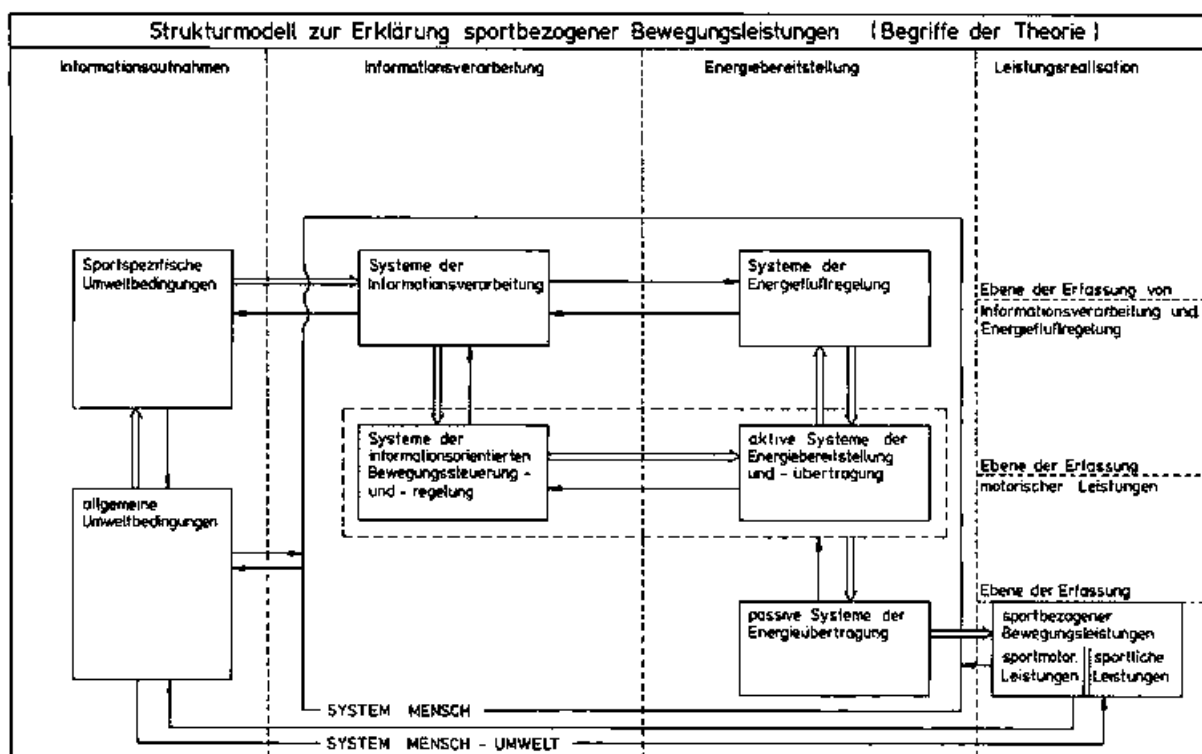 Strukturmodell zur Erklärung sportbezogener Bewegungsleistungen (Begriffe der Theorie)
Informationsaufnahmen
Informationsverarbeitung
Energiebereitstellung
Leistungsrealisation
Sportspezifische
Umweltbedingungen
Systeme der
Informationsverarbeitung
Systeme der
Energieflußregelung
Ebene der Erfassung von
Informationsverarbeitung und
Energieflußregelung
allgemeine
Umweltbedingungen
Systeme der
informationsorientierten
Bewegungssteuerung -
und - regelung
aktive Systeme der
Energiebereitstellung
und - übertragung
Ebene der Erfassung
motorischer Leistungen
passive Systeme der
Energieübertragung
Ebene der Erfassung
sportbezogener
Bewegungsleistungen
sportmotor.
Leistungen
sportliche
Leistungen
SYSTEM MENSCH
SYSTEM MENSCH - UMWELT